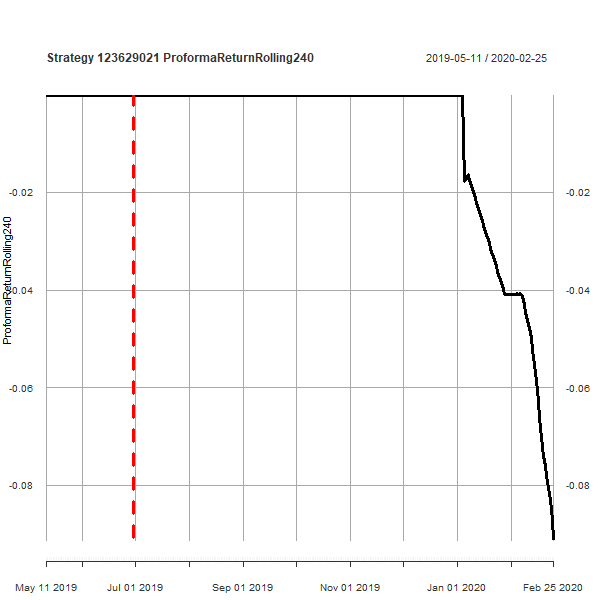 Strategy 123629021 ProformaReturnRolling240
2019-05-11 / 2020-02-25
ProformaReturnRolling240
-0.02
-0.04
-0.06
-0.08
-0.02
-0.04
-0.06
-0.08
May 11 2019
Jul 01 2019
Sep 01 2019
Nov 01 2019
Jan 01 2020
Feb 25 2020